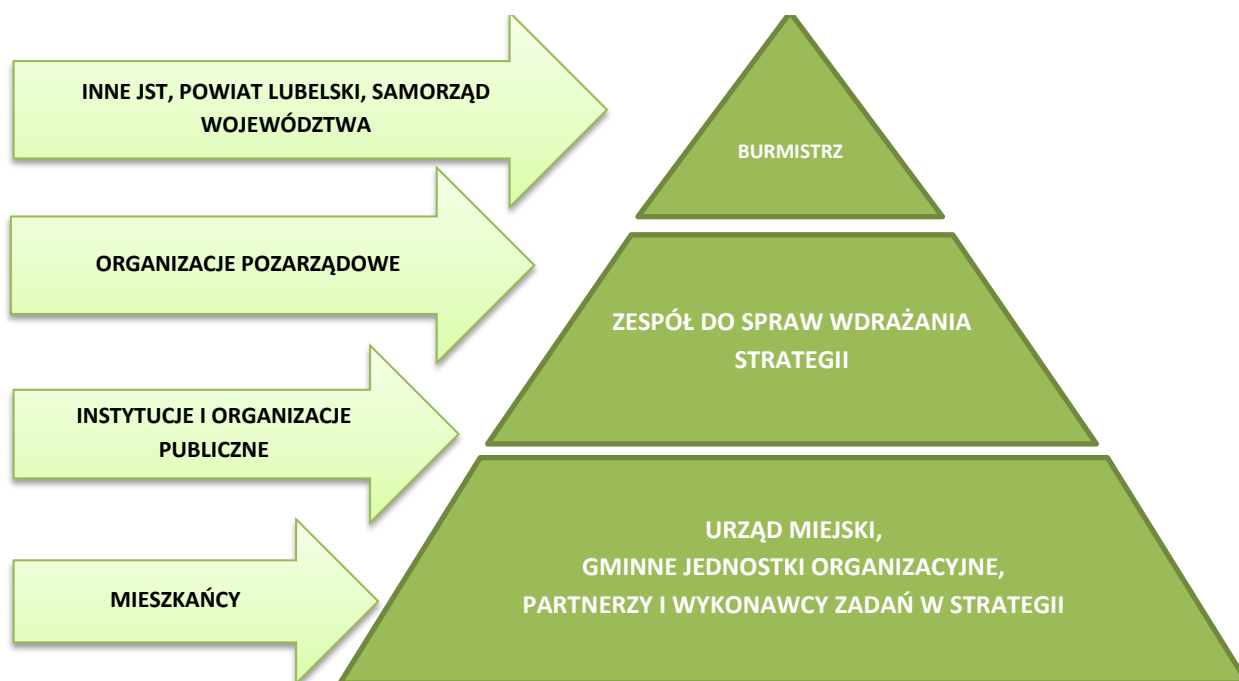 INNE JST, POWIAT LUBELSKI, SAMORZĄD
WOJEWÓDZTWA
BURMISTRZ
ORGANIZACJE POZARZĄDOWE
ZESPÓŁ DO SPRAW WDRAŻANIA
STRATEGII
INSTYTUCJE I ORGANIZACJE
PUBLICZNE
URZĄD MIEJSKI,
GMINNE JEDNOSTKI ORGANIZACYJNE,
PARTNERZY I WYKONAWCY ZADAŃ W STRATEGII
MIESZKAŃCY